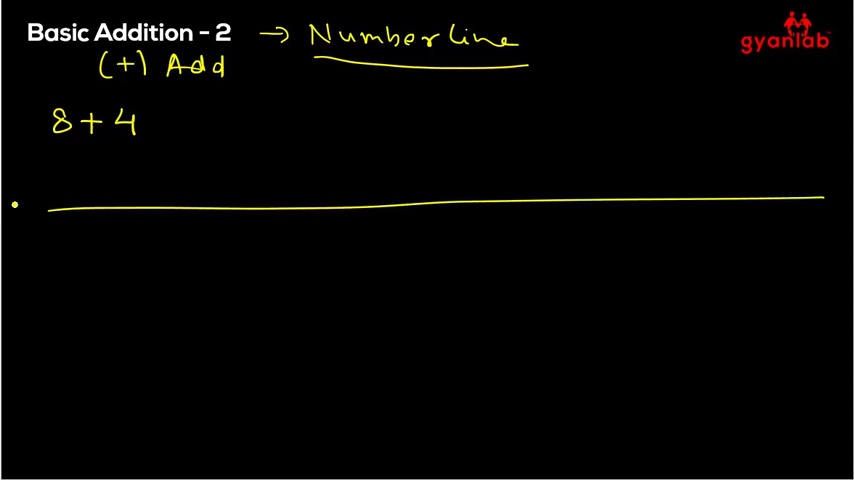 Basic Addition - 2 → Number line
gyanlab
(+) Add
8 + 4